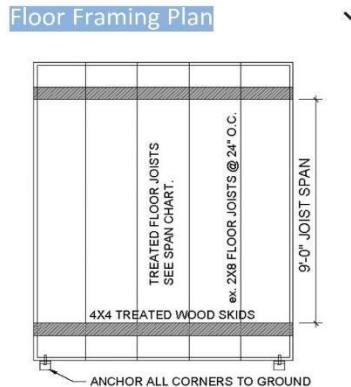 Floor Framing Plan
TREATED FLOOR JOISTS
SEE SPAN CHART.
ex. 2X8 FLOOR JOISTS @ 24" O.C.
9'-0" JOIST SPAN
4X4 TREATED WOOD SKIDS
ANCHOR ALL CORNERS TO GROUND